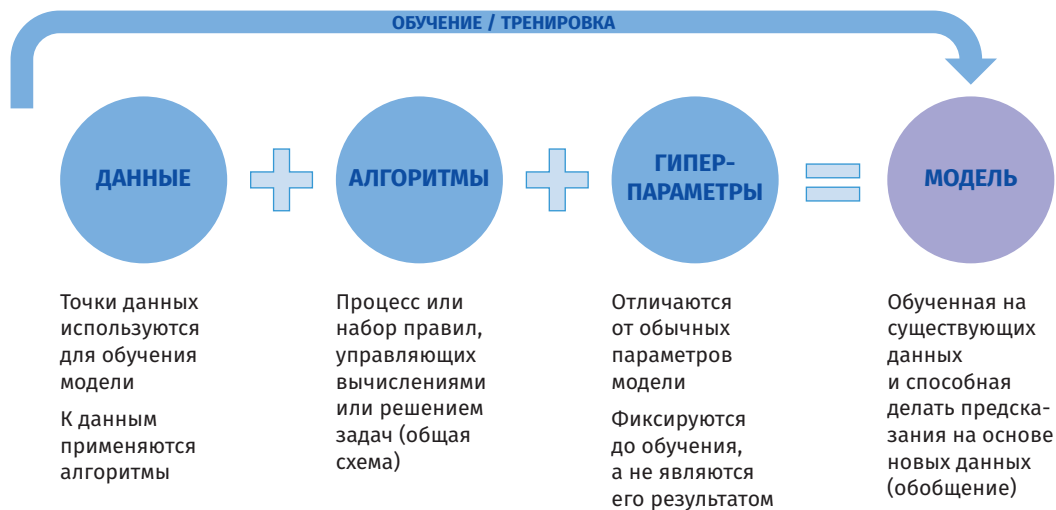 ОБУЧЕНИЕ / ТРЕНИРОВКА
ДАННЫЕ
АЛГОРИТМЫ
ГИПЕР-
ПАРАМЕТРЫ
МОДЕЛЬ
Точки данных
используются
для обучения
модели
К данным
применяются
алгоритмы
Процесс или
набор правил,
управляющих
вычислениями
или решением
задач (общая
схема)
Отличаются
от обычных
параметров
модели
Фиксируются
до обучения,
а не являются
его результатом
Обученная на
существующих
данных
и способная
делать предска-
зания на основе
новых данных
(обобщение)